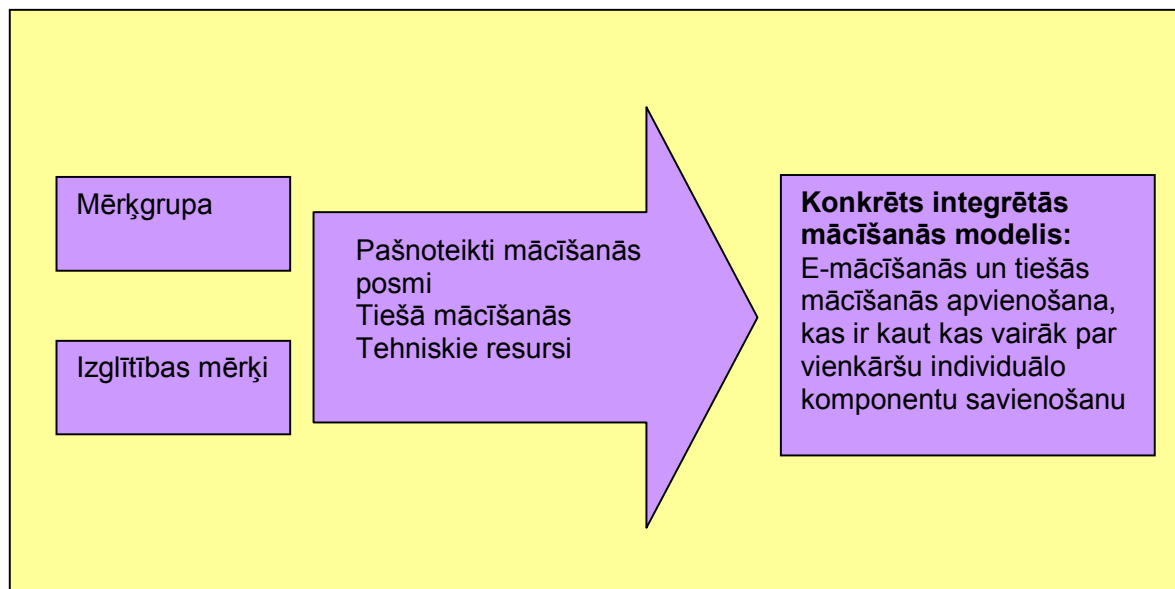 Mērķgrupa
Izglītības mērķi
Pašnoteikti mācīšanās
posmi
Tiešā mācīšanās
Tehniskie resursi
Konkrēts integrētās
mācīšanās modelis:
E-mācīšanās un tiešās
mācīšanās apvienošana,
kas ir kaut kas vairāk par
vienkāršu individuālo
komponentu savienošanu